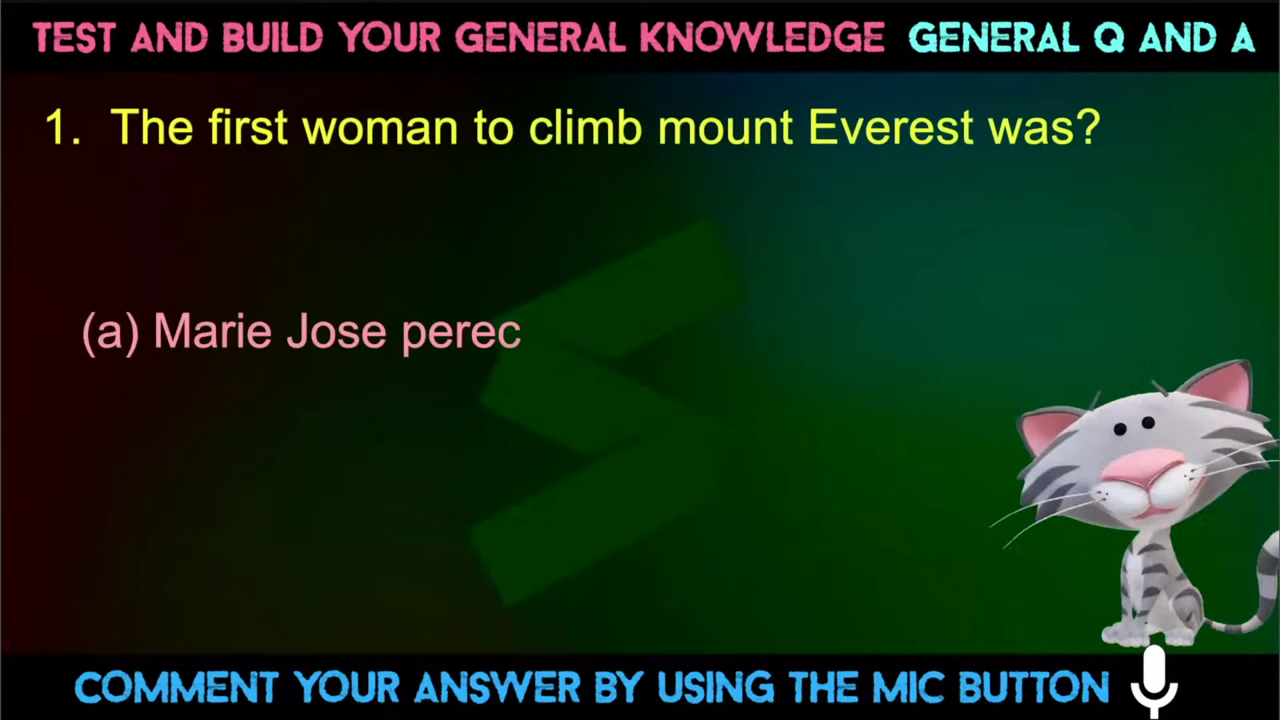 TEST AND BUILD YOUR GENERAL KNOWLEDGE GENERAL Q AND A
1. The first woman to climb mount Everest was?
(a) Marie Jose perec
COMMENT YOUR ANSWER BY USING THE MIC BUTTON